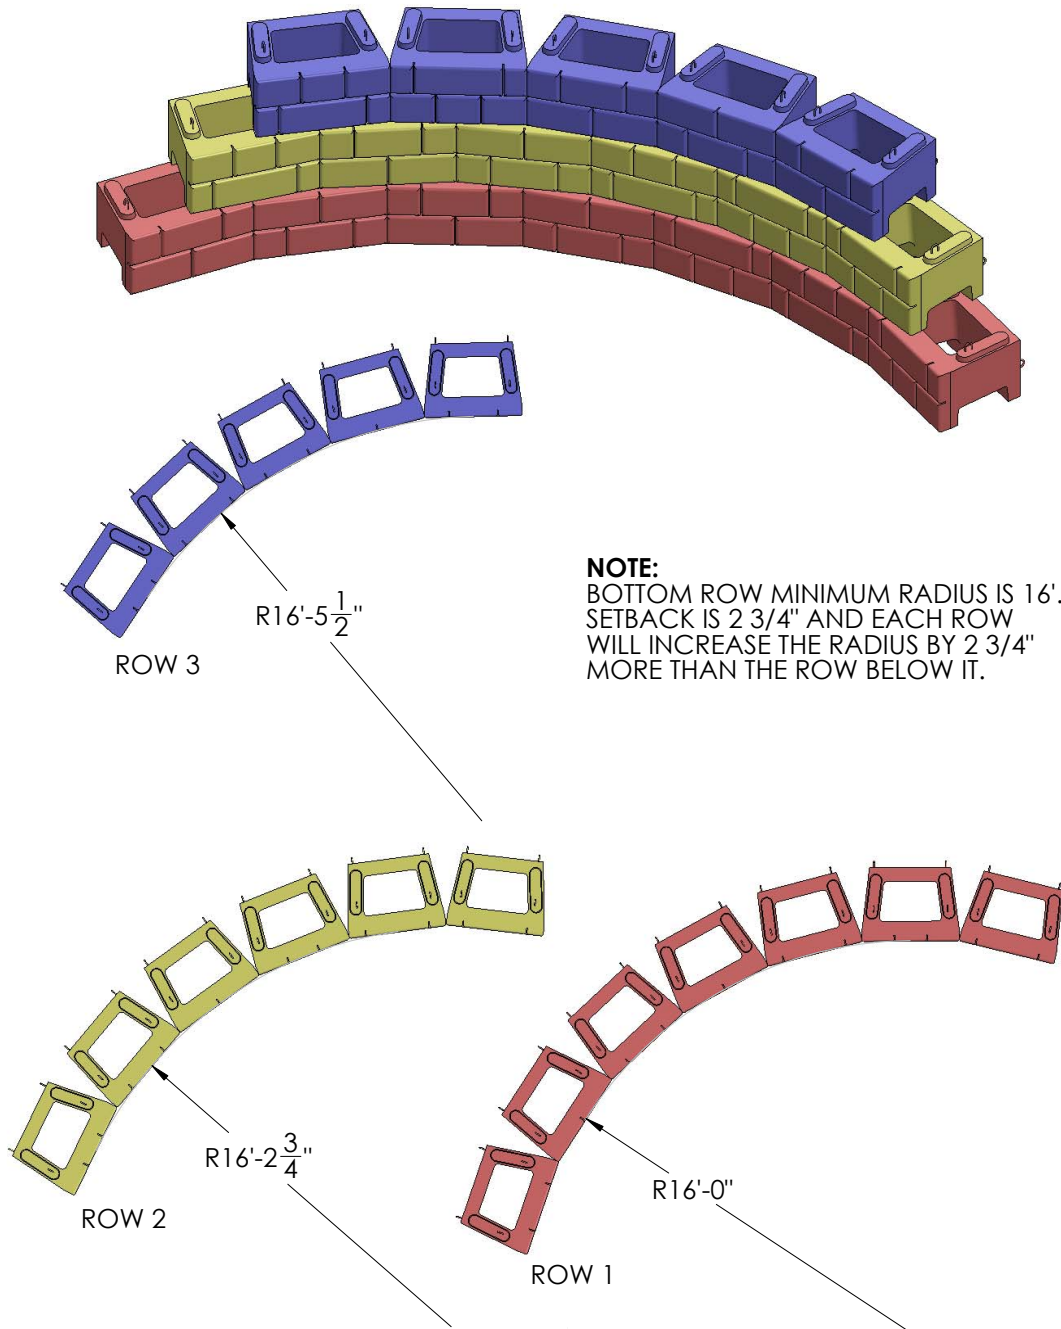 R16'-5 1/2"
ROW 3
NOTE:
BOTTOM ROW MINIMUM RADIUS IS 16'.
SETBACK IS 2 3/4" AND EACH ROW
WILL INCREASE THE RADIUS BY 2 3/4"
MORE THAN THE ROW BELOW IT.
R16'-2 3/4"
ROW 2
R16'-0"
ROW 1